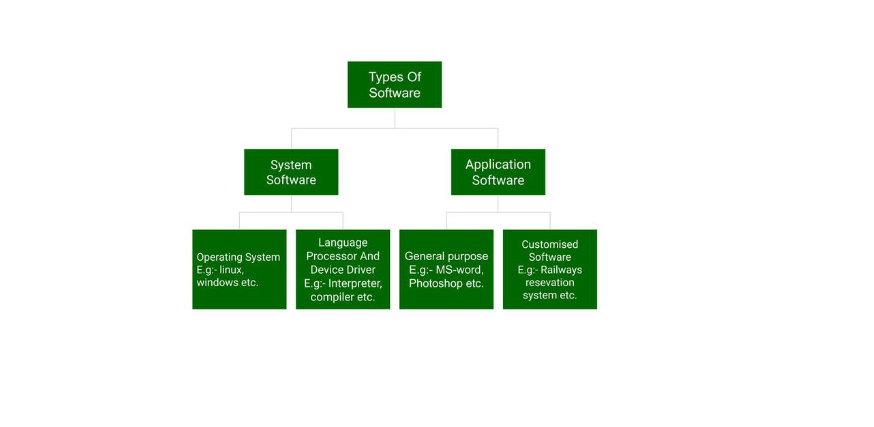 Types Of
Software
System
Software
Application
Software
Operating System
E.g:- linux,
windows etc.
Language
Processor And
Device Driver
E.g:- Interpreter,
compiler etc.
General purpose
E.g:- MS-word,
Photoshop etc.
Customised
Software
E.g:- Railways
resevation
system etc.